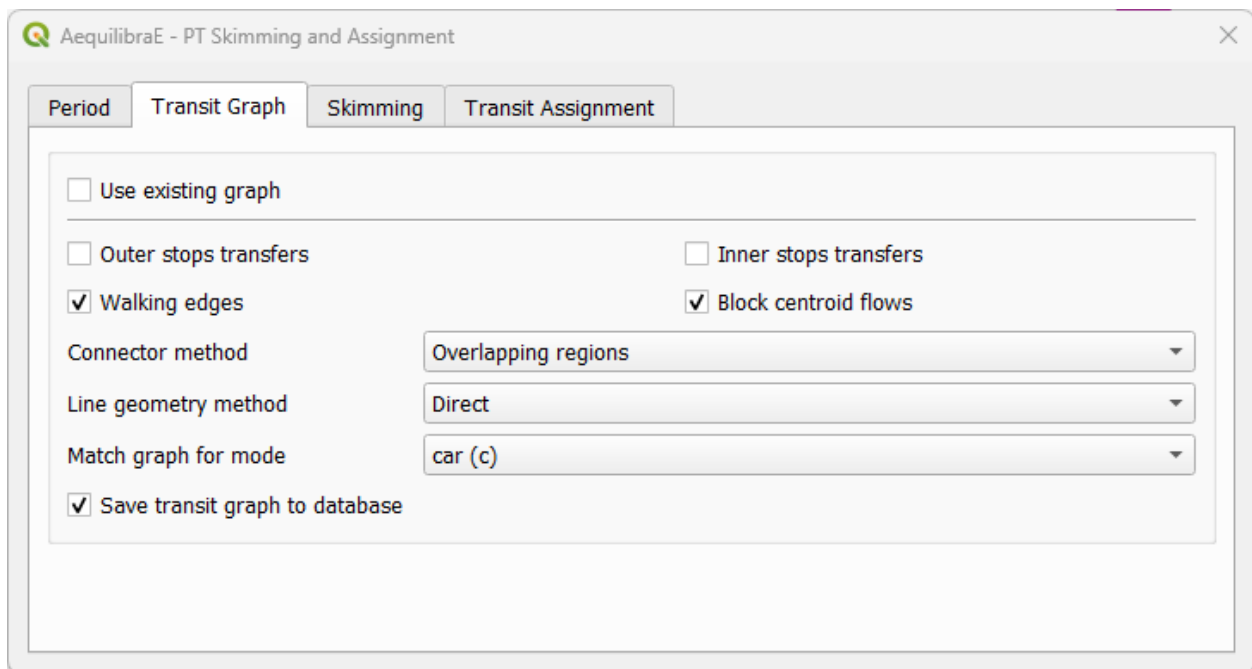 AequilibraE - PT Skimming and Assignment
Period Transit Graph Skimming Transit Assignment
Use existing graph
Outer stops transfers Inner stops transfers
Walking edges Block centroid flows
Connector method Overlapping regions
Line geometry method Direct
Match graph for mode car (c)
Save transit graph to database